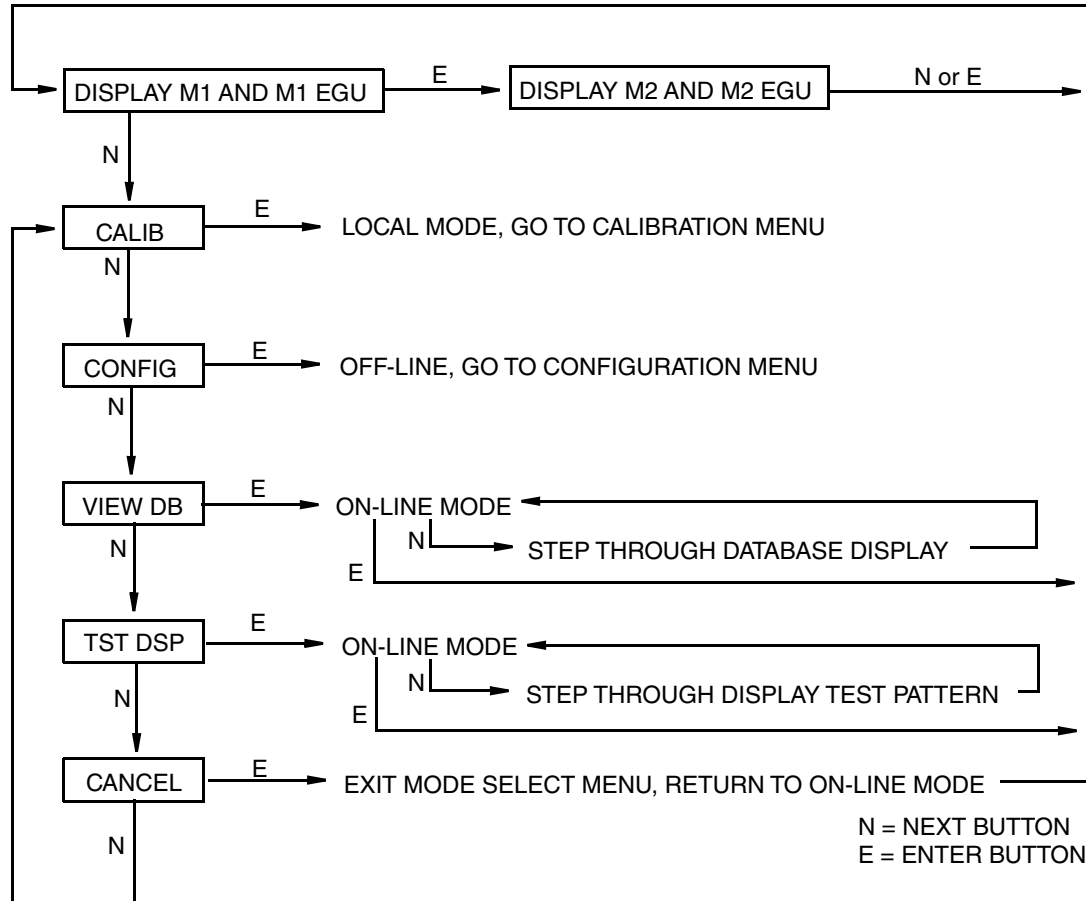 DISPLAY M1 AND M1 EGU
E
DISPLAY M2 AND M2 EGU
N or E
N
CALIB
E
LOCAL MODE, GO TO CALIBRATION MENU
N
CONFIG
E
OFF-LINE, GO TO CONFIGURATION MENU
N
VIEW DB
E
ON-LINE MODE
N
STEP THROUGH DATABASE DISPLAY
E
N
TST DSP
E
ON-LINE MODE
N
STEP THROUGH DISPLAY TEST PATTERN
E
N
CANCEL
E
EXIT MODE SELECT MENU, RETURN TO ON-LINE MODE
N
N = NEXT BUTTON
E = ENTER BUTTON